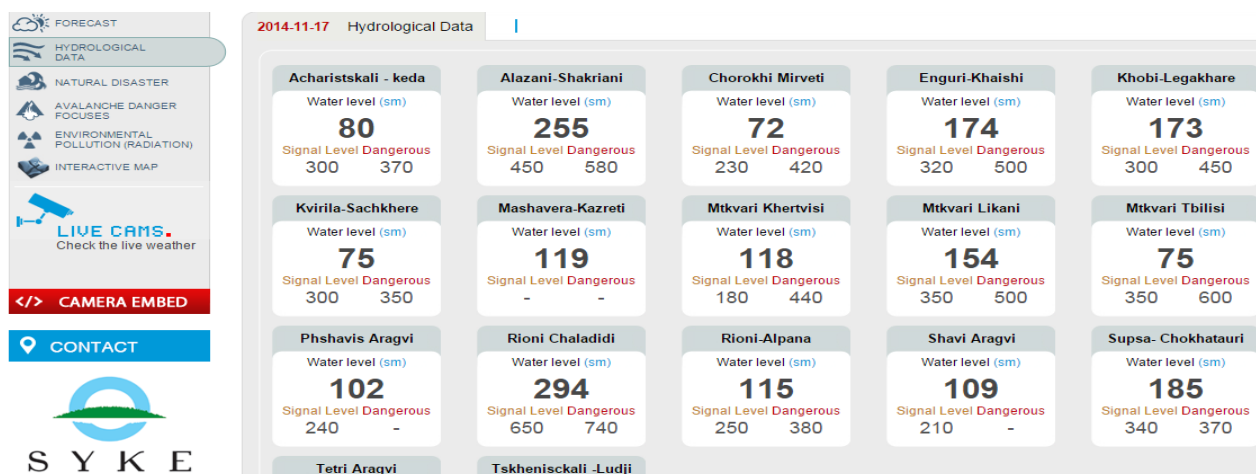 FORECAST
HYDROLOGICAL
DATA
NATURAL DISASTER
AVALANCHE DANGER
FOCUSES
ENVIRONMENTAL
POLLUTION (RADIATION)
INTERACTIVE MAP
LIVE CAMS.
Check the live weather
</> CAMERA EMBED
CONTACT
SYKE
2014-11-17 Hydrological Data
Acharistskali - keda
Water level (sm)
80
Signal Level Dangerous
300 370
Alazani-Shakriani
Water level (sm)
255
Signal Level Dangerous
450 580
Chorokhi Mirveti
Water level (sm)
72
Signal Level Dangerous
230 420
Enguri-Khaishi
Water level (sm)
174
Signal Level Dangerous
320 500
Khobi-Legakhare
Water level (sm)
173
Signal Level Dangerous
300 450
Kvirila-Sachkhere
Water level (sm)
75
Signal Level Dangerous
300 350
Mashavera-Kazreti
Water level (sm)
119
Signal Level Dangerous
- -
Mtkvari Khertvisi
Water level (sm)
118
Signal Level Dangerous
180 440
Mtkvari Likani
Water level (sm)
154
Signal Level Dangerous
350 500
Mtkvari Tbilisi
Water level (sm)
75
Signal Level Dangerous
350 600
Phshavis Aragvi
Water level (sm)
102
Signal Level Dangerous
240 -
Rioni Chaladidi
Water level (sm)
294
Signal Level Dangerous
650 740
Rioni-Alpana
Water level (sm)
115
Signal Level Dangerous
250 380
Shavi Aragvi
Water level (sm)
109
Signal Level Dangerous
210 -
Supsa- Chokhatauri
Water level (sm)
185
Signal Level Dangerous
340 370
Tetri Aragvi
Tskhenisckali -Ludji